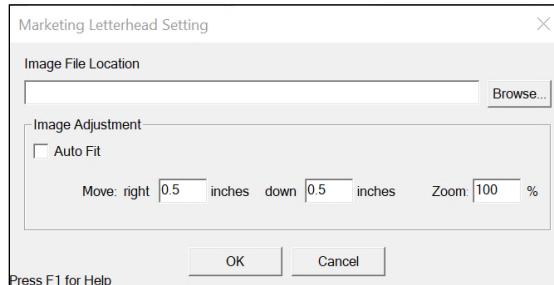 Marketing Letterhead Setting
Image File Location
Browse...
Image Adjustment
Auto Fit
Move: right 0.5 inches down 0.5 inches Zoom: 100 %
OK Cancel
Press F1 for Help